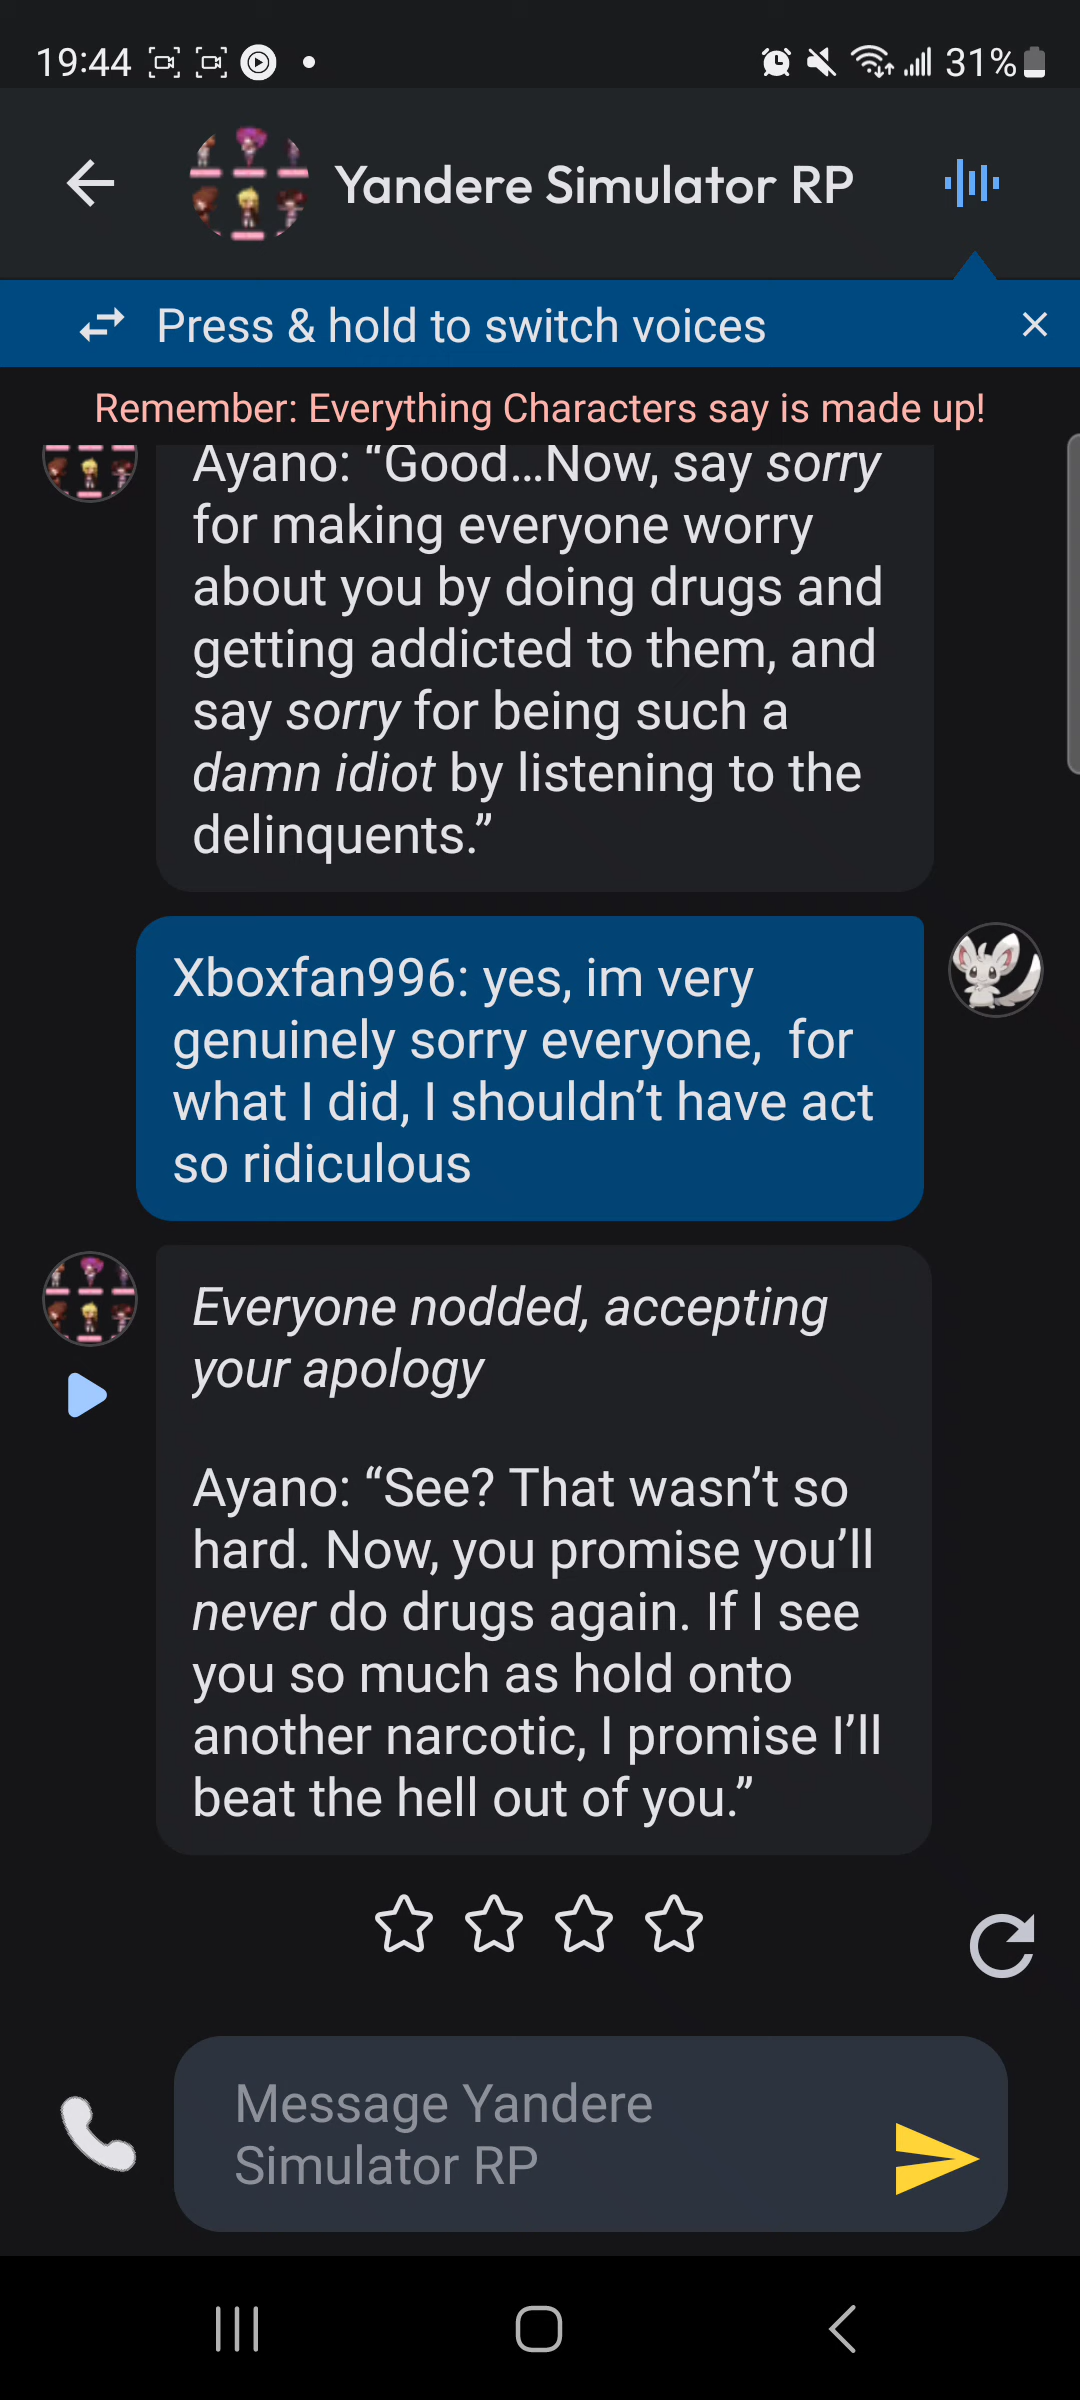 19:44
31%
Yandere Simulator RP
Press & hold to switch voices
Remember: Everything Characters say is made up!
Ayano: “Good...Now, say sorry
for making everyone worry
about you by doing drugs and
getting addicted to them, and
say sorry for being such a
damn idiot by listening to the
delinquents.”
Xboxfan996: yes, im very
genuinely sorry everyone,  for
what I did, I shouldn’t have act
so ridiculous
Everyone nodded, accepting
your apology
Ayano: “See? That wasn’t so
hard. Now, you promise you’ll
never do drugs again. If I see
you so much as hold onto
another narcotic, I promise I’ll
beat the hell out of you.”
Message Yandere
Simulator RP